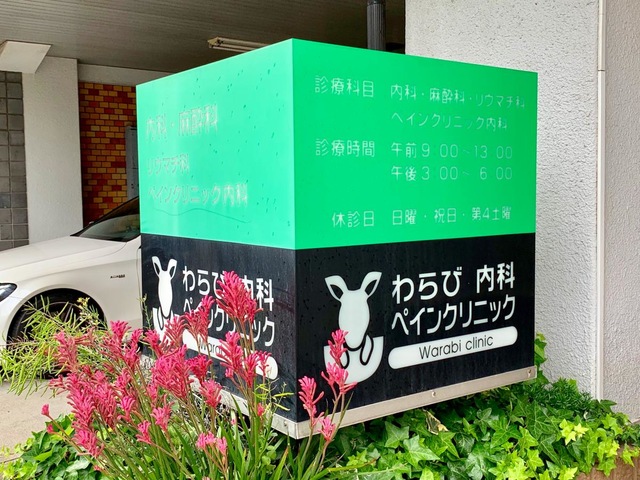 内科・麻酔科
リウマチ科
ペインクリニック内科
わらび 内科
ペインクリニック
診療科目 内科・麻酔科・リウマチ科
ペインクリニック内科
診療時間 午前 9:00～13:00
午後 3:00～ 6:00
休診日 日曜・祝日・第4土曜
わらび 内科
ペインクリニック
Warabi clinic